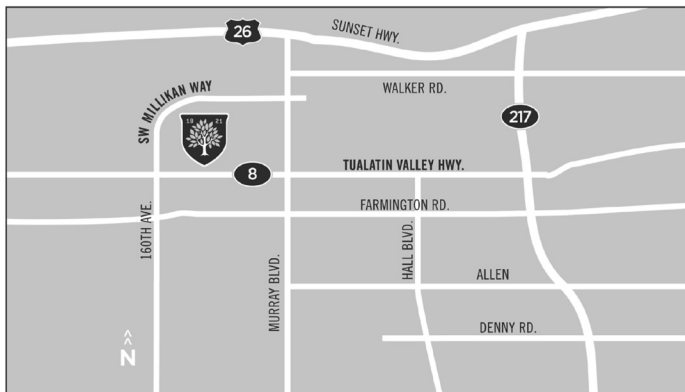 26
SUNSET HWY.
WALKER RD.
SW MILLIKAN WAY
19 21
217
TUALATIN VALLEY HWY.
8
FARMINGTON RD.
160TH AVE.
MURRAY BLVD.
HALL BLVD.
ALLEN
DENNY RD.
N